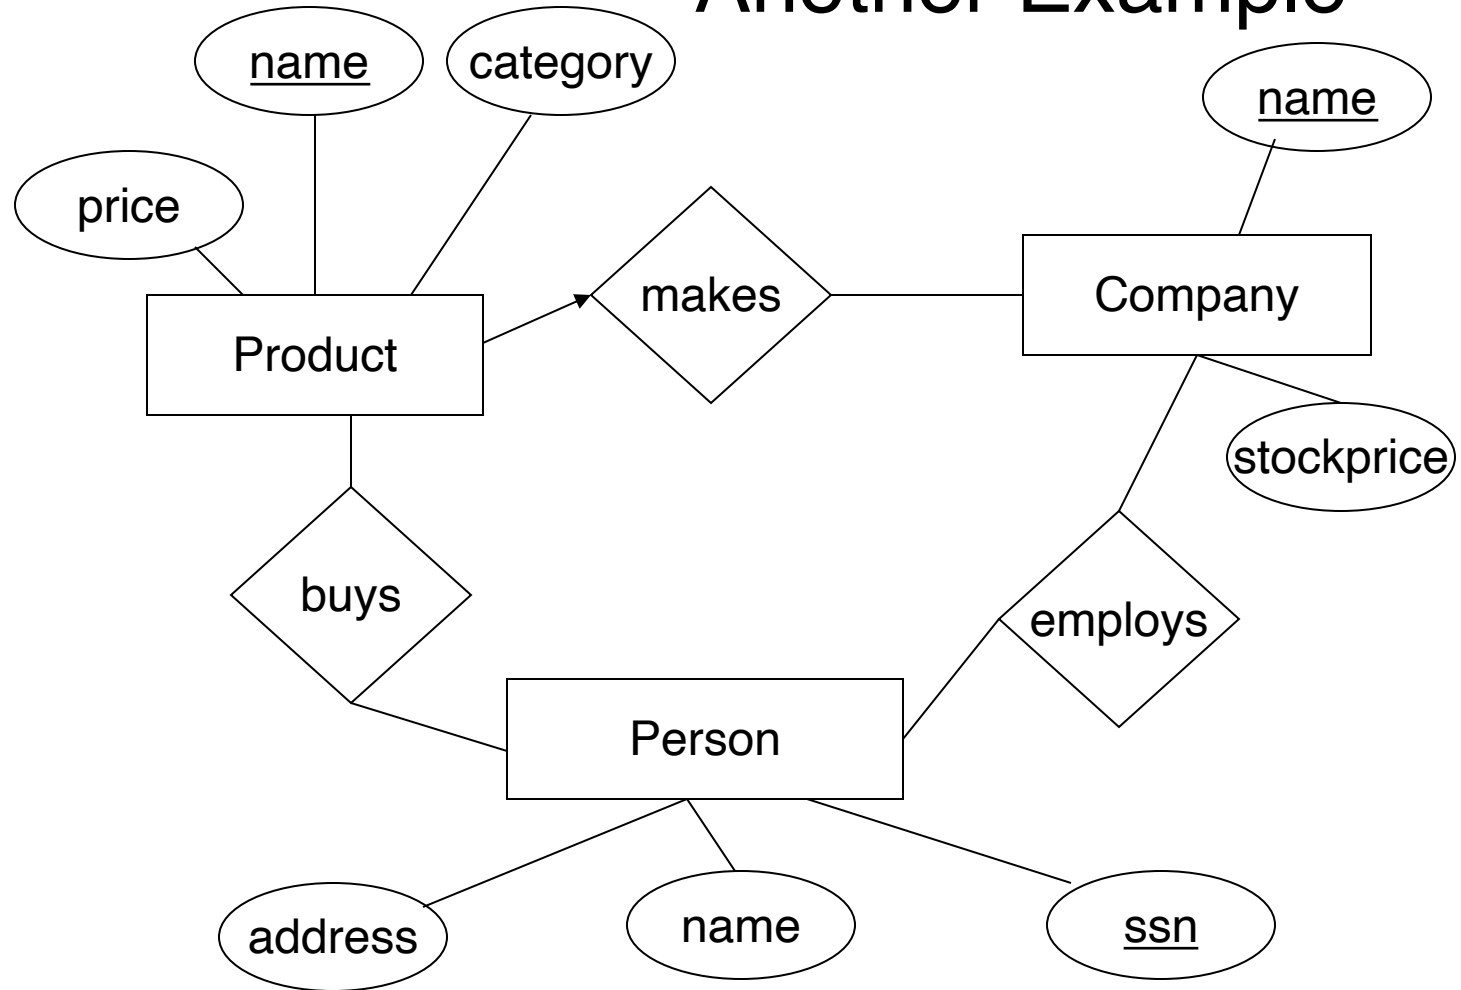 Another Example
name
category
name
price
makes
Company
Product
stockprice
buys
employs
Person
address
name
ssn